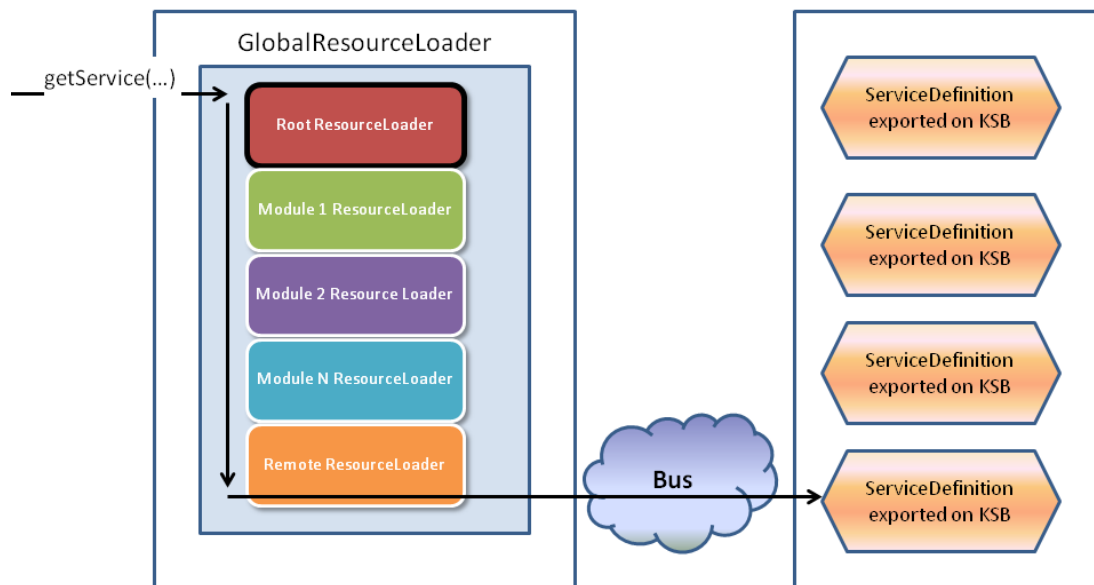 GlobalResourceLoader
getService(...)
Root ResourceLoader
Module 1 ResourceLoader
Module 2 Resource Loader
Module N ResourceLoader
Remote ResourceLoader
Bus
ServiceDefinition
exported on KSB
ServiceDefinition
exported on KSB
ServiceDefinition
exported on KSB
ServiceDefinition
exported on KSB